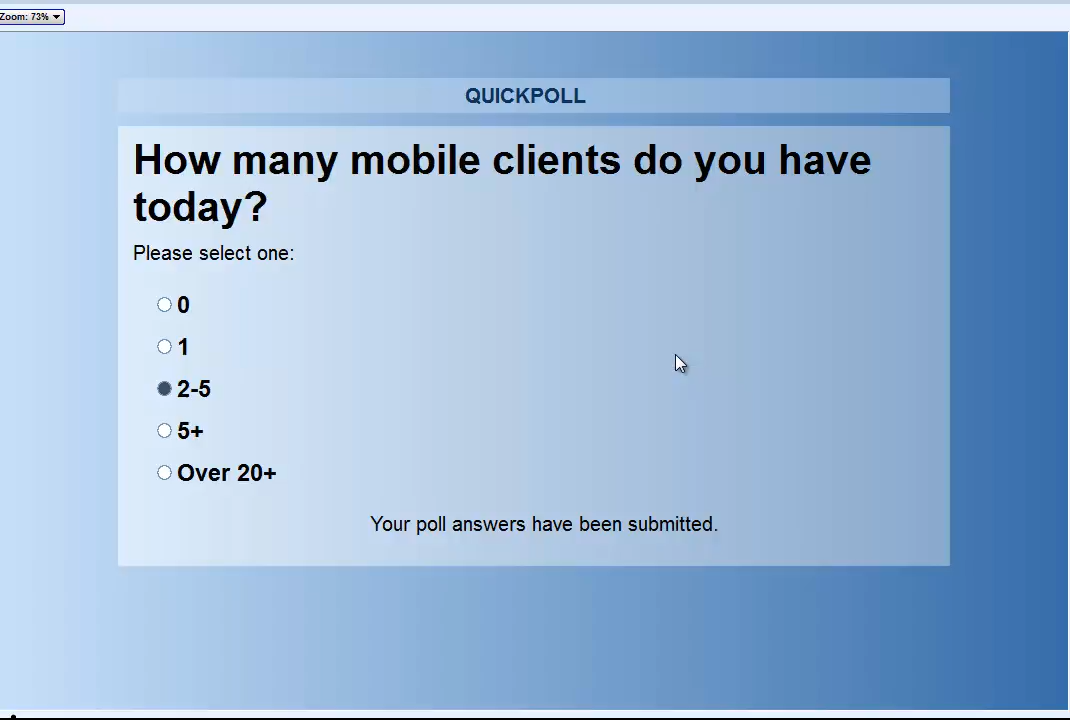 Zoom: 73%
QUICKPOLL
How many mobile clients do you have
today?
Please select one:
0
1
2-5
5+
Over 20+
Your poll answers have been submitted.